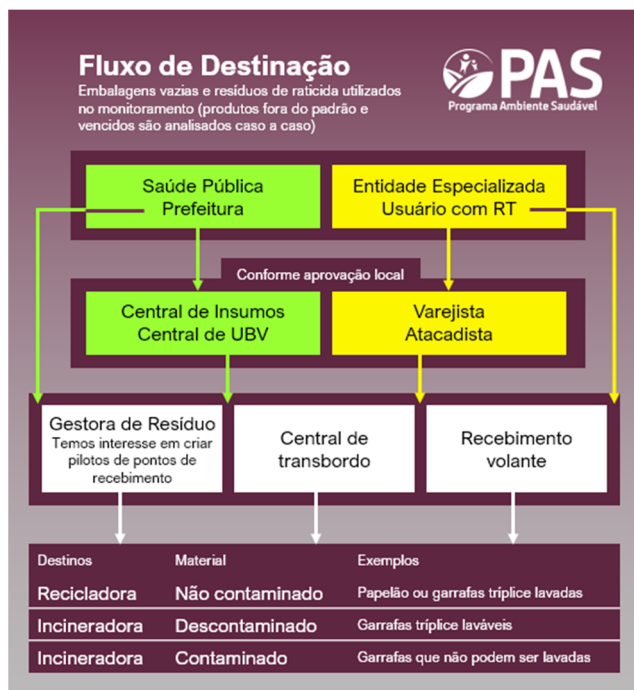 Fluxo de Destinação
Embalagens vazias e resíduos de raticida utilizados
no monitoramento (produtos fora do padrão e
vencidos são analisados caso a caso)
PAS
Programa Ambiente Saudável
Saúde Pública
Prefeitura
Entidade Especializada
Usuário com RT
Conforme aprovação local
Central de Insumos
Central de UBV
Varejista
Atacadista
Gestora de Resíduo
Temos interesse em criar
pilotos de pontos de
recebimento
Central de
transbordo
Recebimento
volante
Destinos Material Exemplos
Recicladora Não contaminado Papelão ou garrafas tríplice lavadas
Incineradora Descontaminado Garrafas tríplice laváveis
Incineradora Contaminado Garrafas que não podem ser lavadas